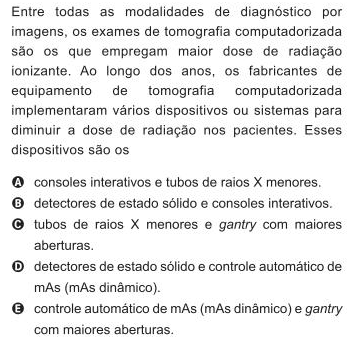 Entre todas as modalidades de diagnóstico por
imagens, os exames de tomografia computadorizada
são os que empregam maior dose de radiação
ionizante. Ao longo dos anos, os fabricantes de
equipamento de tomografia computadorizada
implementaram vários dispositivos ou sistemas para
diminuir a dose de radiação nos pacientes. Esses
dispositivos são os
A consoles interativos e tubos de raios X menores.
B detectores de estado sólido e consoles interativos.
C tubos de raios X menores e gantry com maiores
aberturas.
D detectores de estado sólido e controle automático de
mAs (mAs dinâmico).
E controle automático de mAs (mAs dinâmico) e gantry
com maiores aberturas.